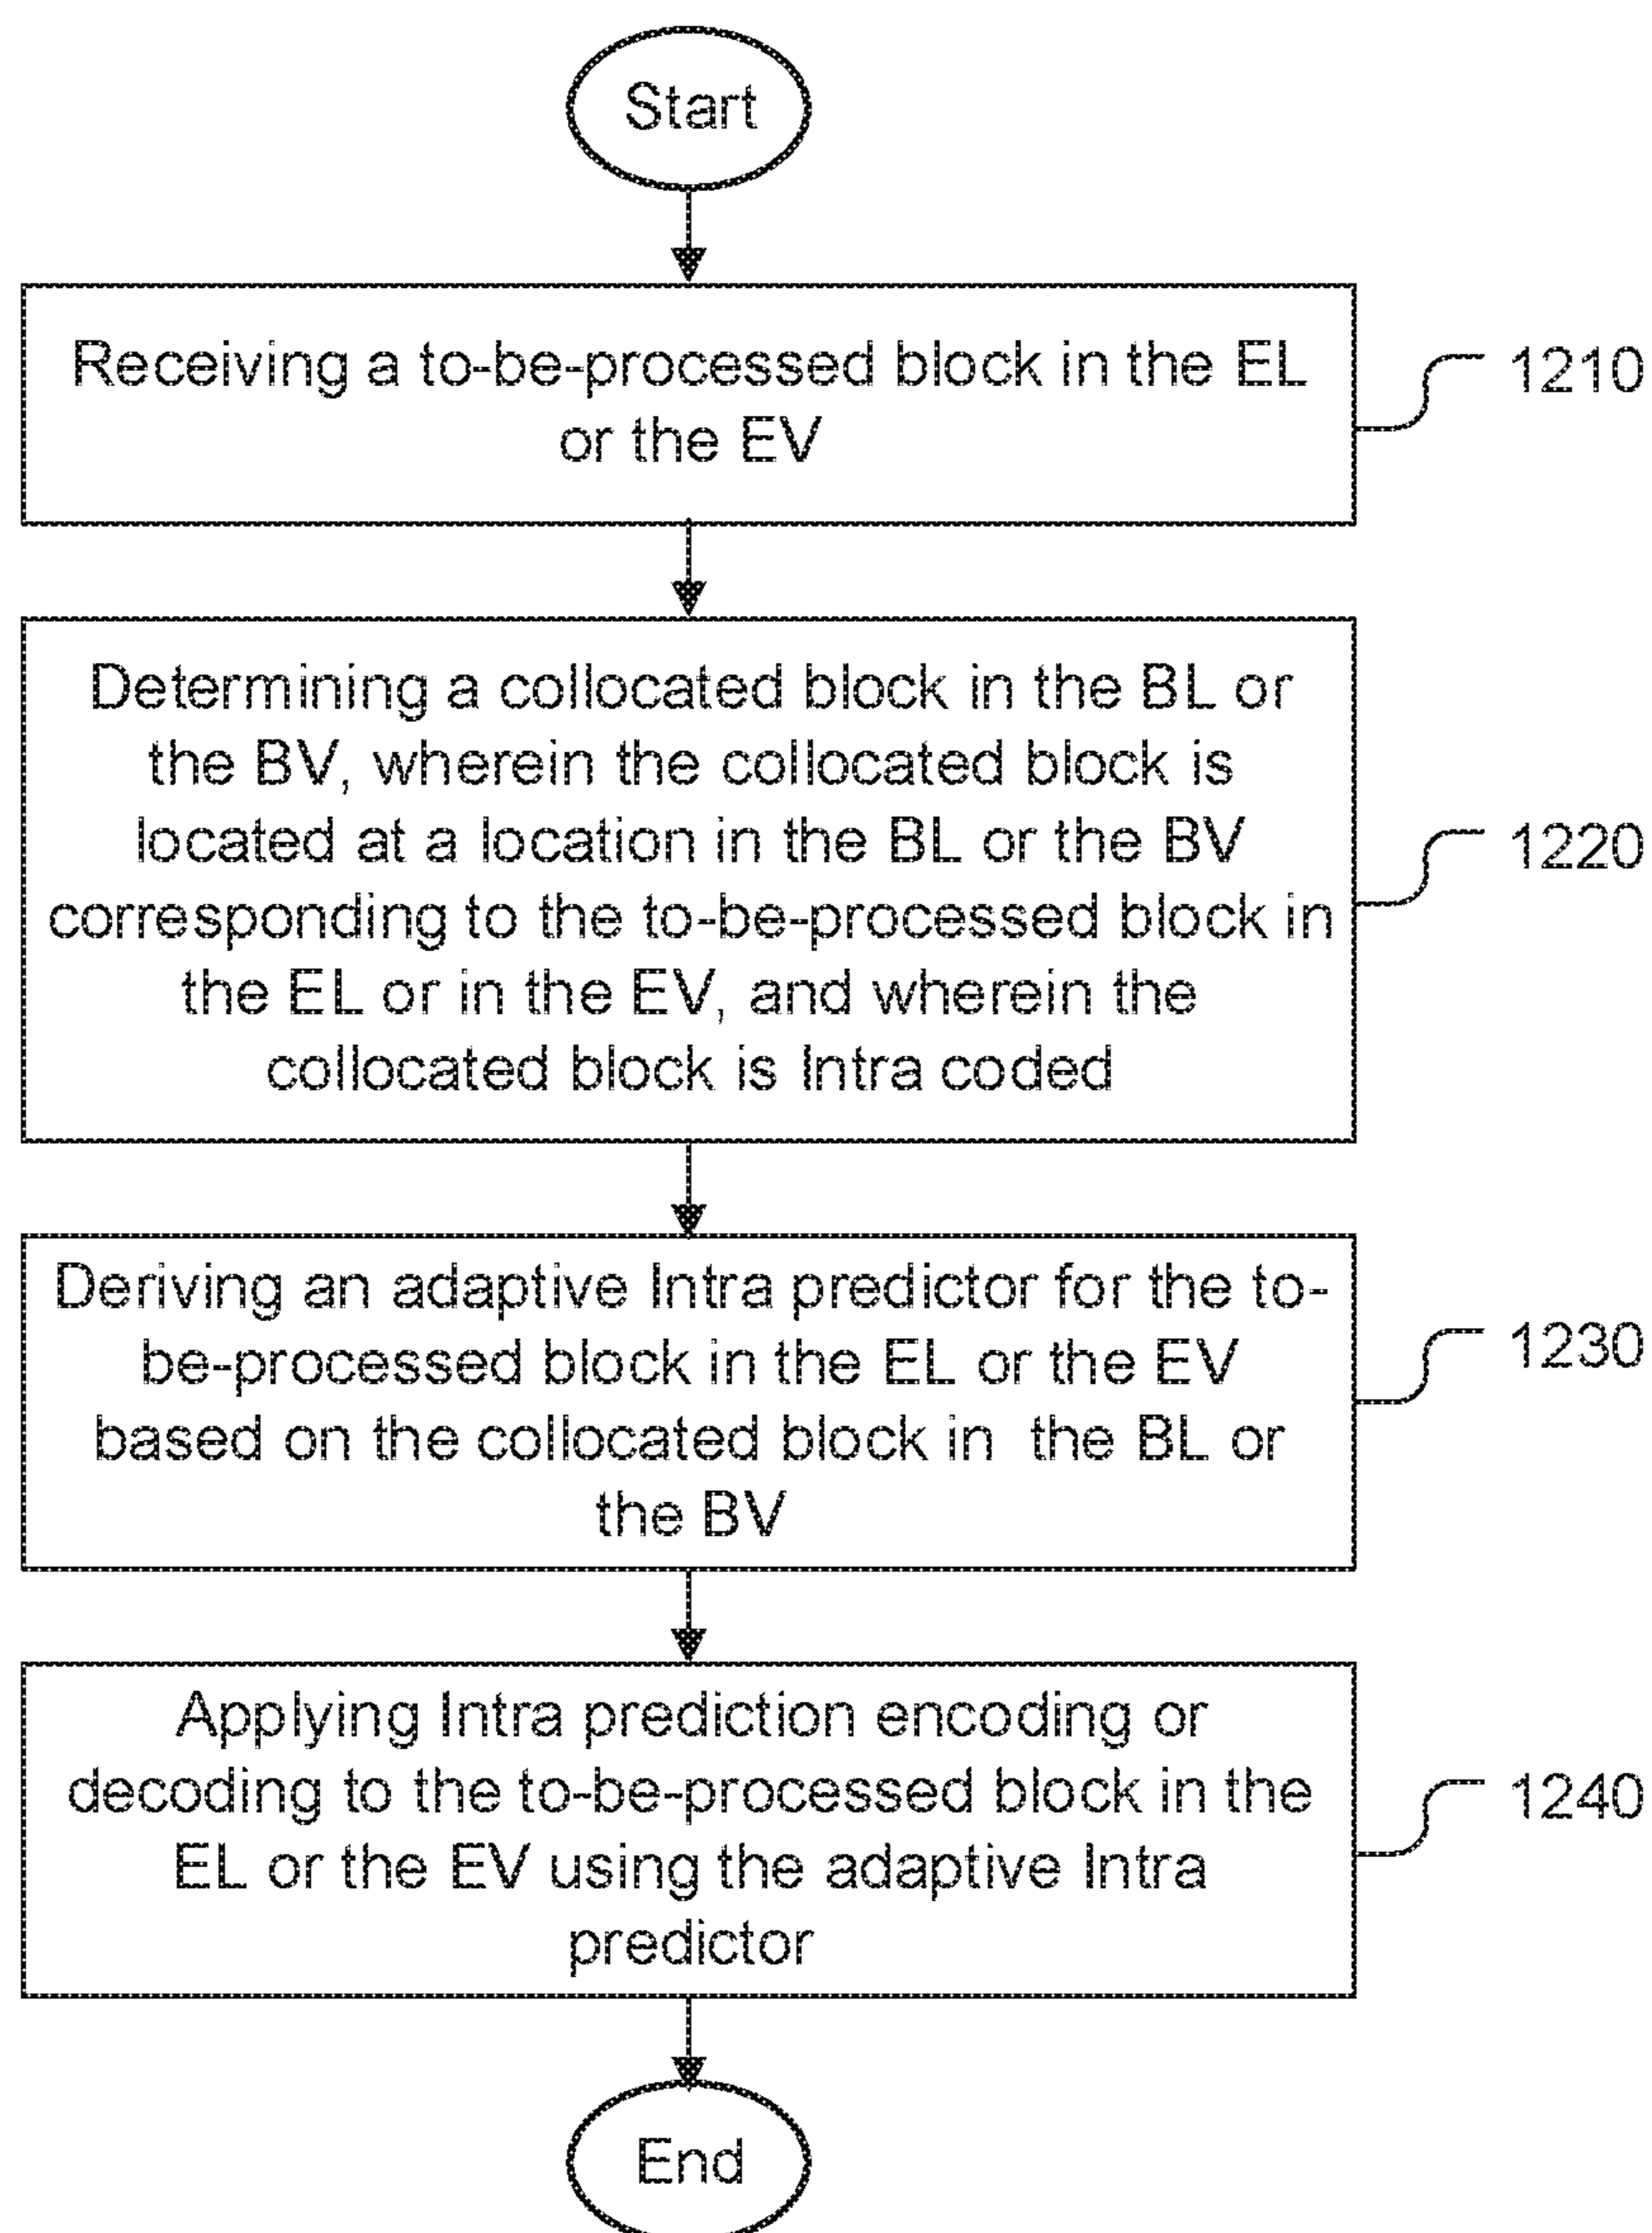 Start
Receiving a to-be-processed block in the EL
or the EV
1210
Determining a collocated block in the BL or
the BV, wherein the collocated block is
located at a location in the BL or the BV
corresponding to the to-be-processed block in
the EL or in the EV, and wherein the
collocated block is Intra coded
1220
Deriving an adaptive Intra predictor for the to-
be-processed block in the EL or the EV
based on the collocated block in the BL or
the BV
1230
Applying Intra prediction encoding or
decoding to the to-be-processed block in the
EL or the EV using the adaptive Intra
predictor
1240
End